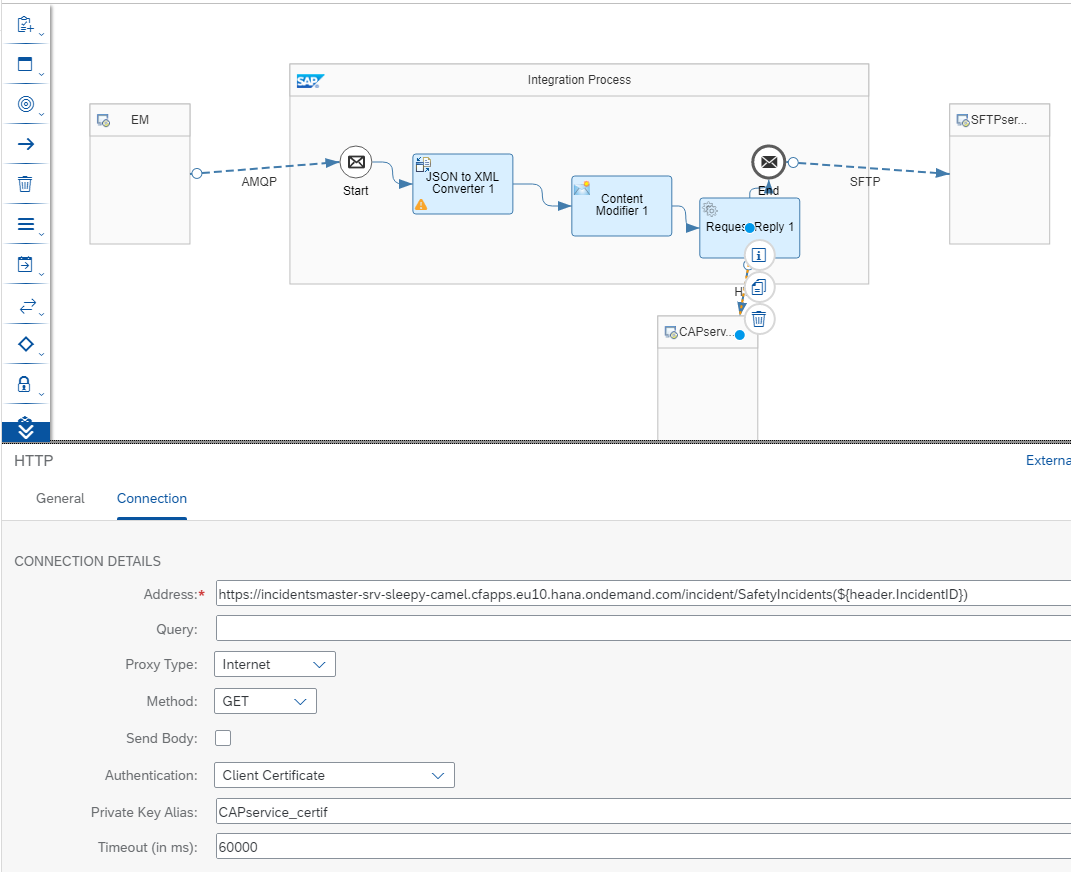 SAP
Integration Process
EM
SFTPser...
AMQP
Start
JSON to XML
Converter 1
Content
Modifier 1
End
SFTP
Reply 1
CAPserv...
HTTP
Externa
General
Connection
CONNECTION DETAILS
Address:*
https://incidentsmaster-srv-sleepy-camel.cfapps.eu10.hana.ondemand.com/incident/SafetyIncidents(${header.IncidentID})
Query:
Proxy Type:
Internet
Method:
GET
Send Body:
Authentication:
Client Certificate
Private Key Alias:
CAPservice_certif
Timeout (in ms):
60000